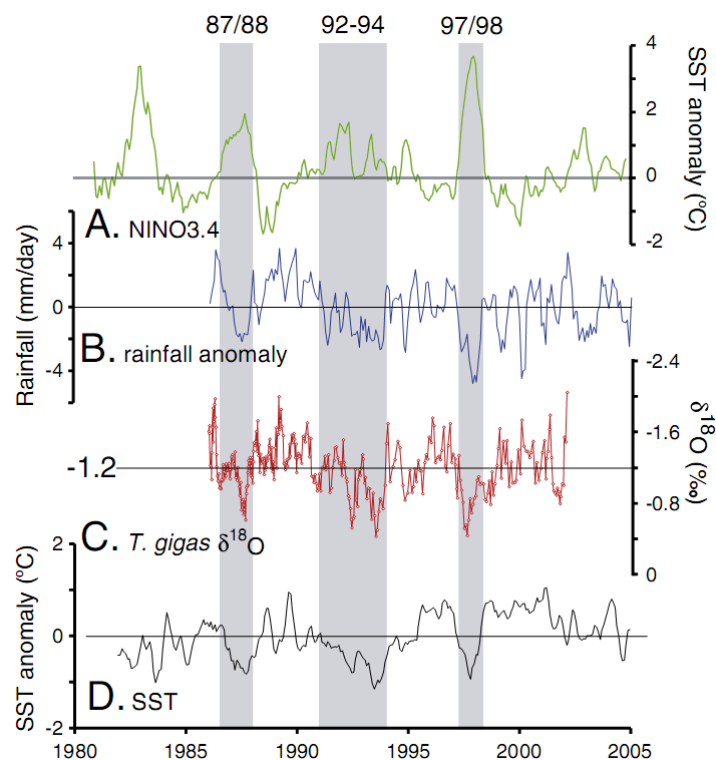 87/88 92-94 97/98
4
2
0
-2
SST anomaly (ºC)
A. NINO3.4
Rainfall (mm/day)
4
0
-4
B. rainfall anomaly
-2.4
-1.6
-0.8
0
δ18O (‰)
-1.2
C. T. gigas δ18O
SST anomaly (ºC)
2
0
-2
D. SST
1980 1985 1990 1995 2000 2005